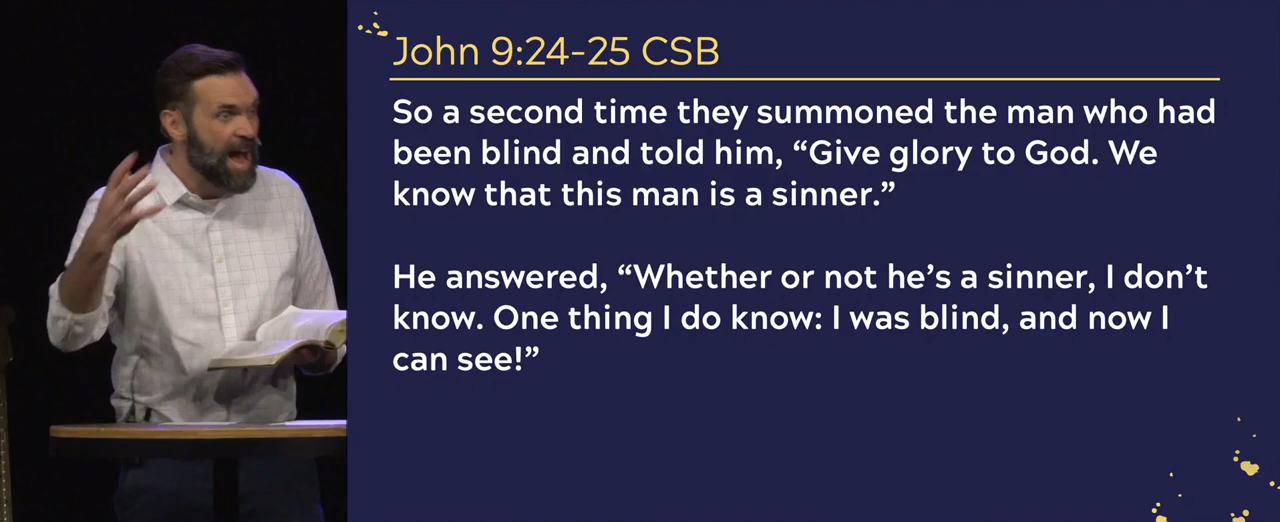 John 9:24-25 CSB
So a second time they summoned the man who had
been blind and told him, “Give glory to God. We
know that this man is a sinner.”
He answered, “Whether or not he’s a sinner, I don’t
know. One thing I do know: I was blind, and now I
can see!”